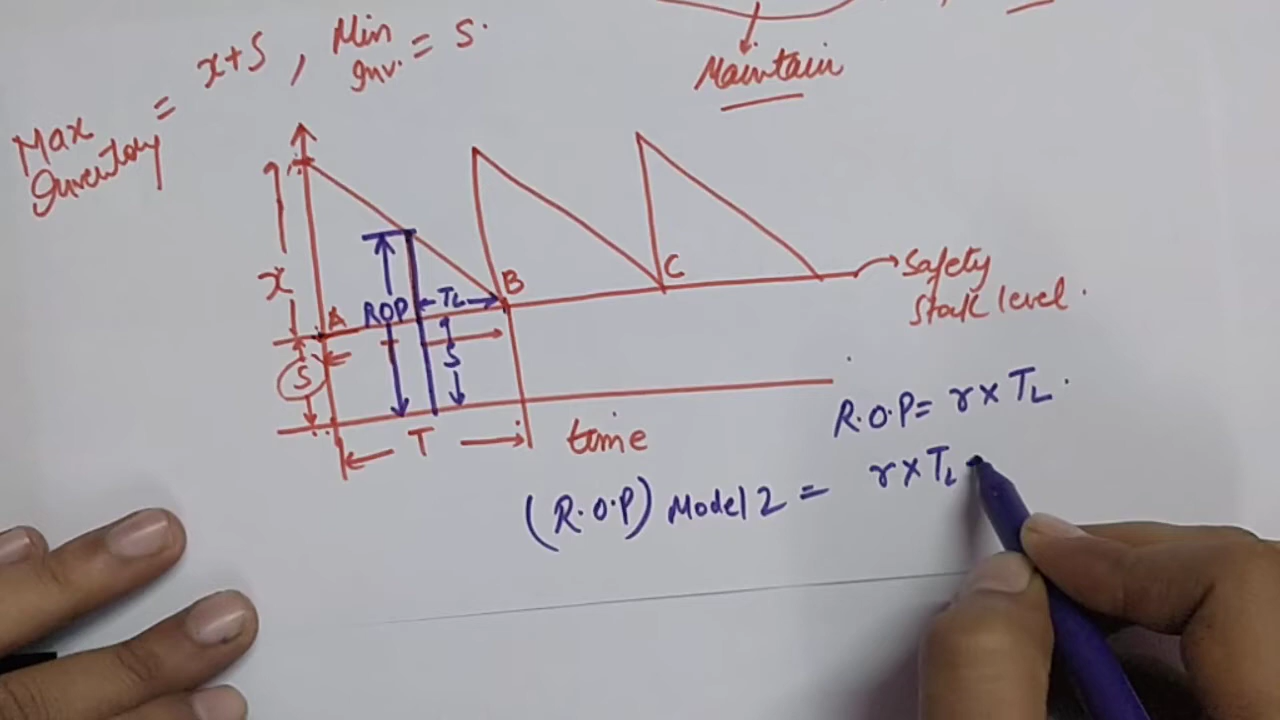 Max Inventory = x+S, Min Inv. = S.
Maintain
x
A
ROP
TL
B
C
Safety
Stock level.
S
S
T
time
R.O.P = r x TL.
(R.O.P) Model 2 = r x TL